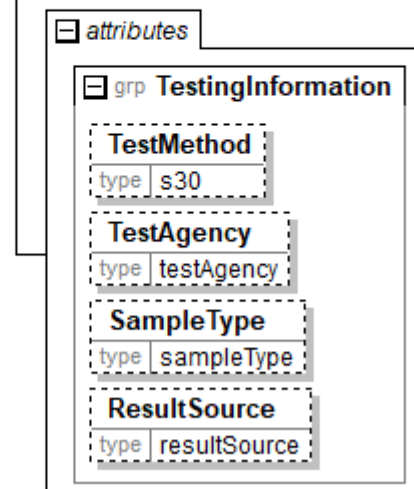 attributes
grp TestingInformation
TestMethod
type s30
TestAgency
type testAgency
SampleType
type sampleType
ResultSource
type resultSource